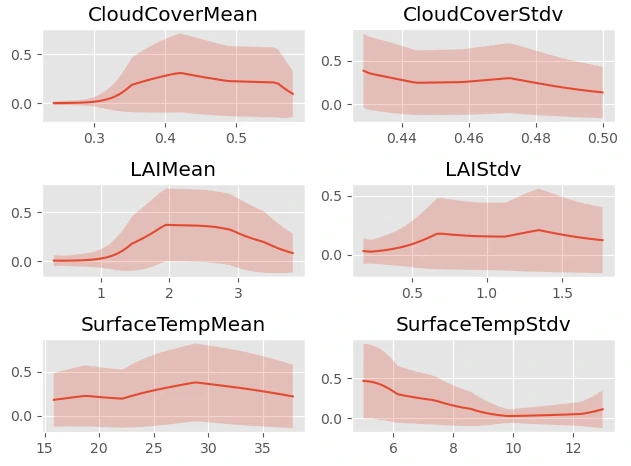 CloudCoverMean CloudCoverStdv
0.5 0.5
0.0 0.0
0.3 0.4 0.5 0.44 0.46 0.48 0.50
LAIMean LAIStdv
0.5 0.5
0.0 0.0
1 2 3 0.5 1.0 1.5
SurfaceTempMean SurfaceTempStdv
0.5 0.5
0.0 0.0
15 20 25 30 35 6 8 10 12